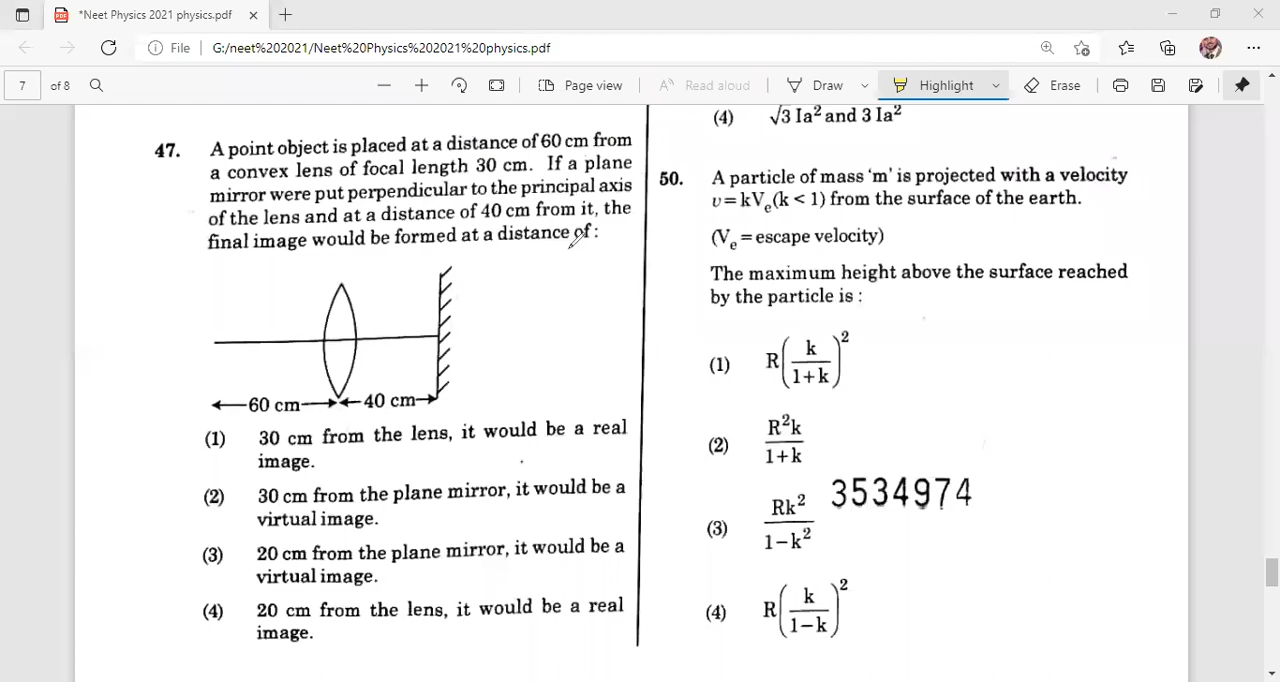 *Neet Physics 2021 physics.pdf
File
G:/neet%202021/Neet%20Physics%202021%20physics.pdf
7 of 8
Page view
Read aloud
Draw
Highlight
Erase
47. A point object is placed at a distance of 60 cm from
a convex lens of focal length 30 cm. If a plane
mirror were put perpendicular to the principal axis
of the lens and at a distance of 40 cm from it, the
final image would be formed at a distance of :
60 cm
40 cm
(1) 30 cm from the lens, it would be a real
image.
(2) 30 cm from the plane mirror, it would be a
virtual image.
(3) 20 cm from the plane mirror, it would be a
virtual image.
(4) 20 cm from the lens, it would be a real
image.
(4) √3 Ia² and 3 Ia²
50. A particle of mass 'm' is projected with a velocity
υ = kVₑ(k < 1) from the surface of the earth.
(Vₑ = escape velocity)
The maximum height above the surface reached
by the particle is :
(1) R(k/1+k)²
(2) R²k/1+k
(3) Rk²/1−k²
3534974
(4) R(k/1−k)²